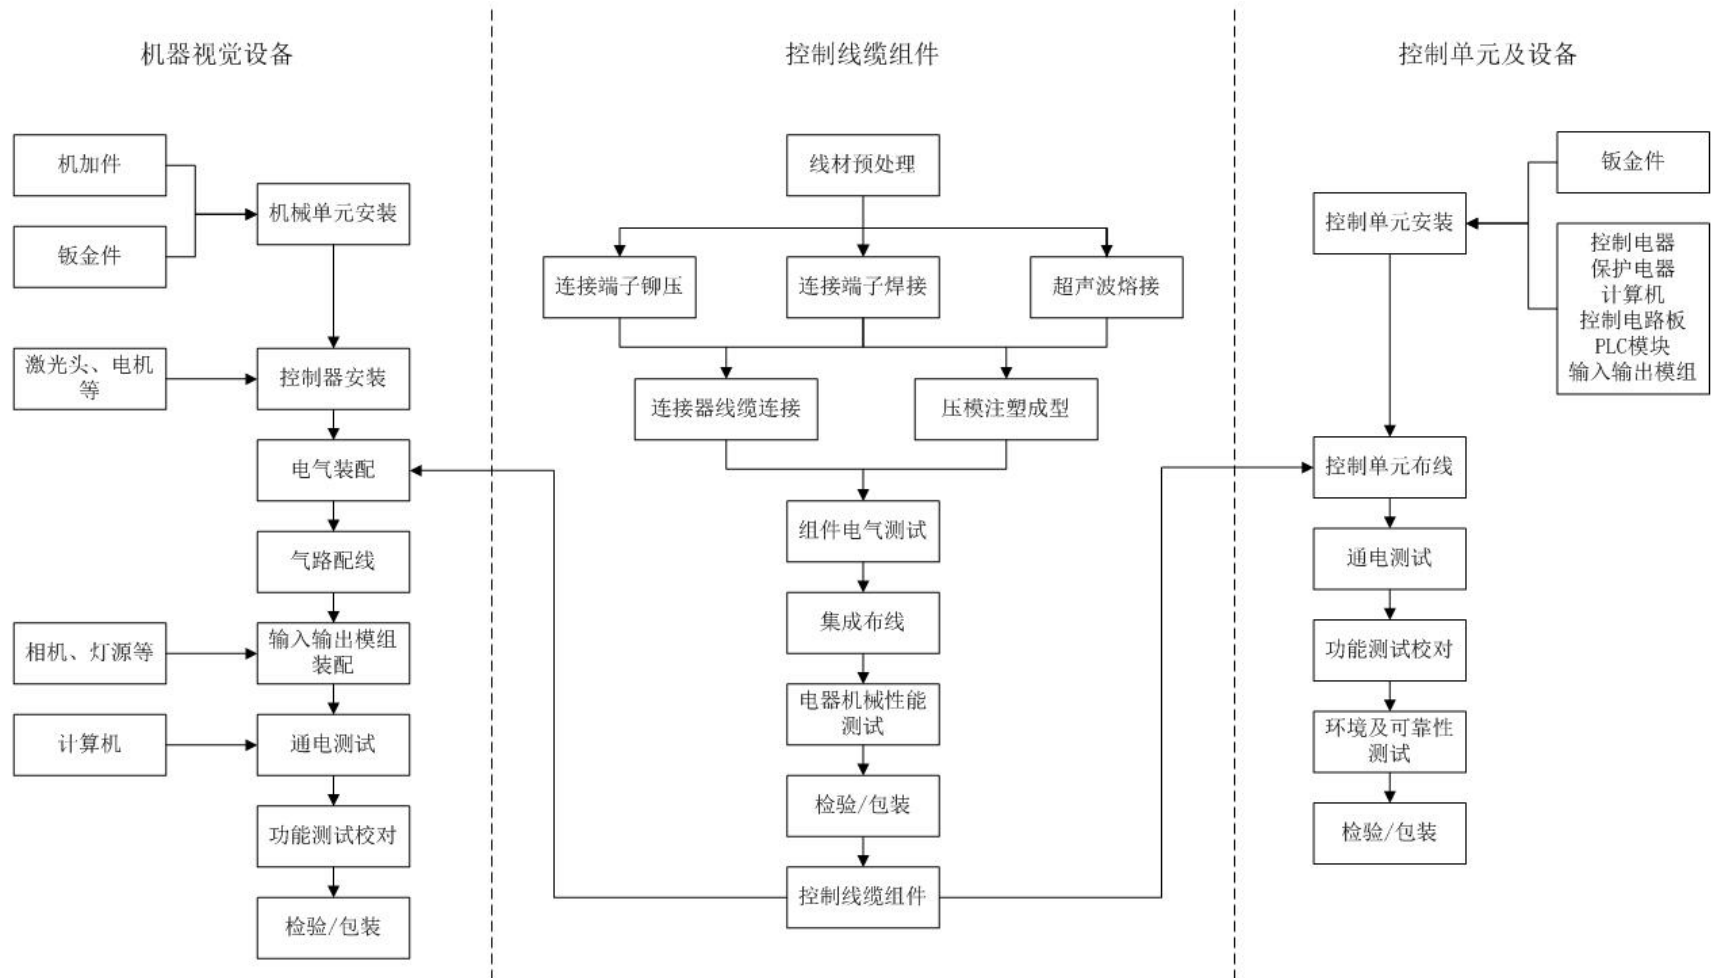 机器视觉设备
机加件
钣金件
机械单元安装
激光头、电机
等
控制器安装
电气装配
气路配线
相机、灯源等
输入输出模组
装配
计算机
通电测试
功能测试校对
检验/包装
控制线缆组件
线材预处理
连接端子铆压
连接端子焊接
超声波熔接
连接器线缆连接
压模注塑成型
组件电气测试
集成布线
电器机械性能
测试
检验/包装
控制线缆组件
控制单元及设备
钣金件
控制单元安装
控制电器
保护电器
计算机
控制电路板
PLC模块
输入输出模组
控制单元布线
通电测试
功能测试校对
环境及可靠性
测试
检验/包装